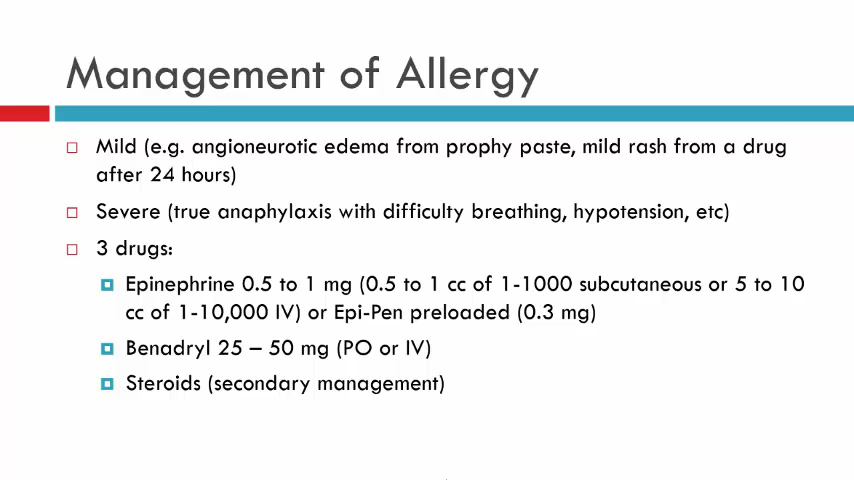 Management of Allergy
Mild (e.g. angioneurotic edema from prophy paste, mild rash from a drug
after 24 hours)
Severe (true anaphylaxis with difficulty breathing, hypotension, etc)
3 drugs:
Epinephrine 0.5 to 1 mg (0.5 to 1 cc of 1-1000 subcutaneous or 5 to 10
cc of 1-10,000 IV) or Epi-Pen preloaded (0.3 mg)
Benadryl 25 – 50 mg (PO or IV)
Steroids (secondary management)